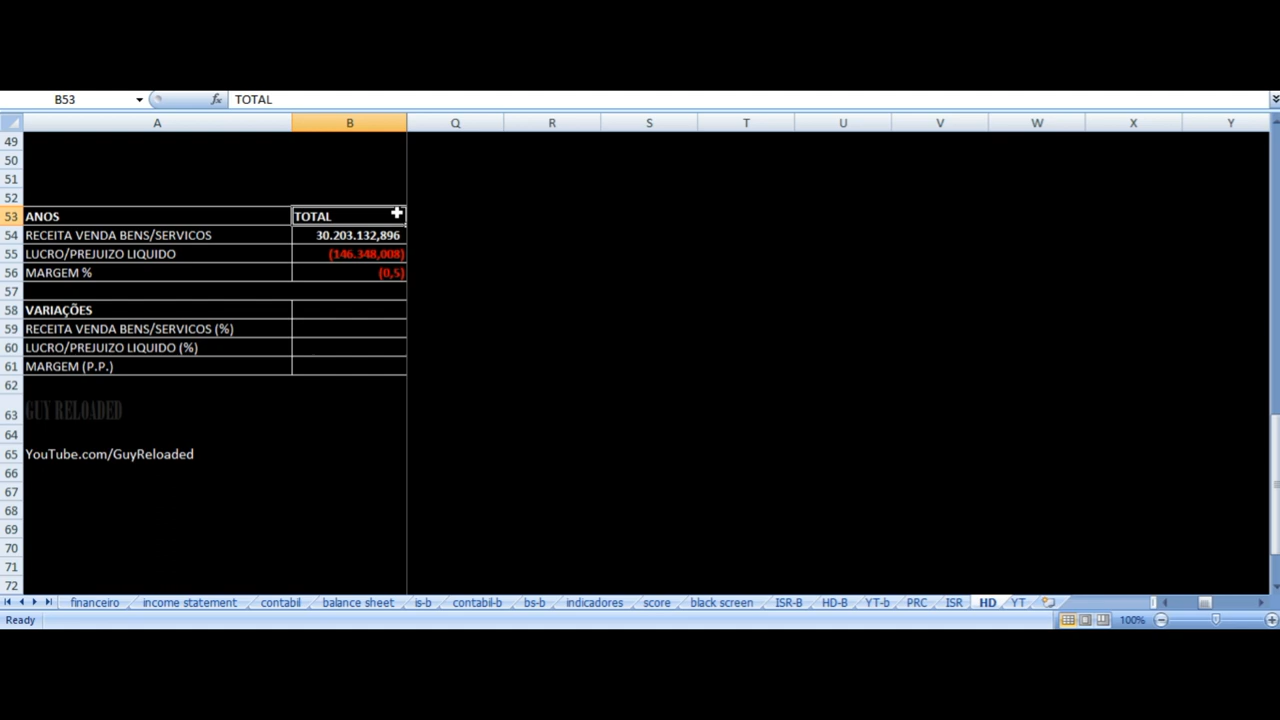 B53 fx TOTAL
A B Q R S T U V W X Y
49
50
51
52
53 ANOS TOTAL
54 RECEITA VENDA BENS/SERVICOS 30.203.132,896
55 LUCRO/PREJUIZO LIQUIDO (146.348,008)
56 MARGEM % (0,5)
57
58 VARIAÇÕES
59 RECEITA VENDA BENS/SERVICOS (%)
60 LUCRO/PREJUIZO LIQUIDO (%)
61 MARGEM (P.P.)
62
63 GUY RELOADED
64
65 YouTube.com/GuyReloaded
66
67
68
69
70
71
72
financeiro income statement contabil balance sheet is-b contabil-b bs-b indicadores score black screen ISR-B HD-B YT-b PRC ISR HD YT
Ready 100%